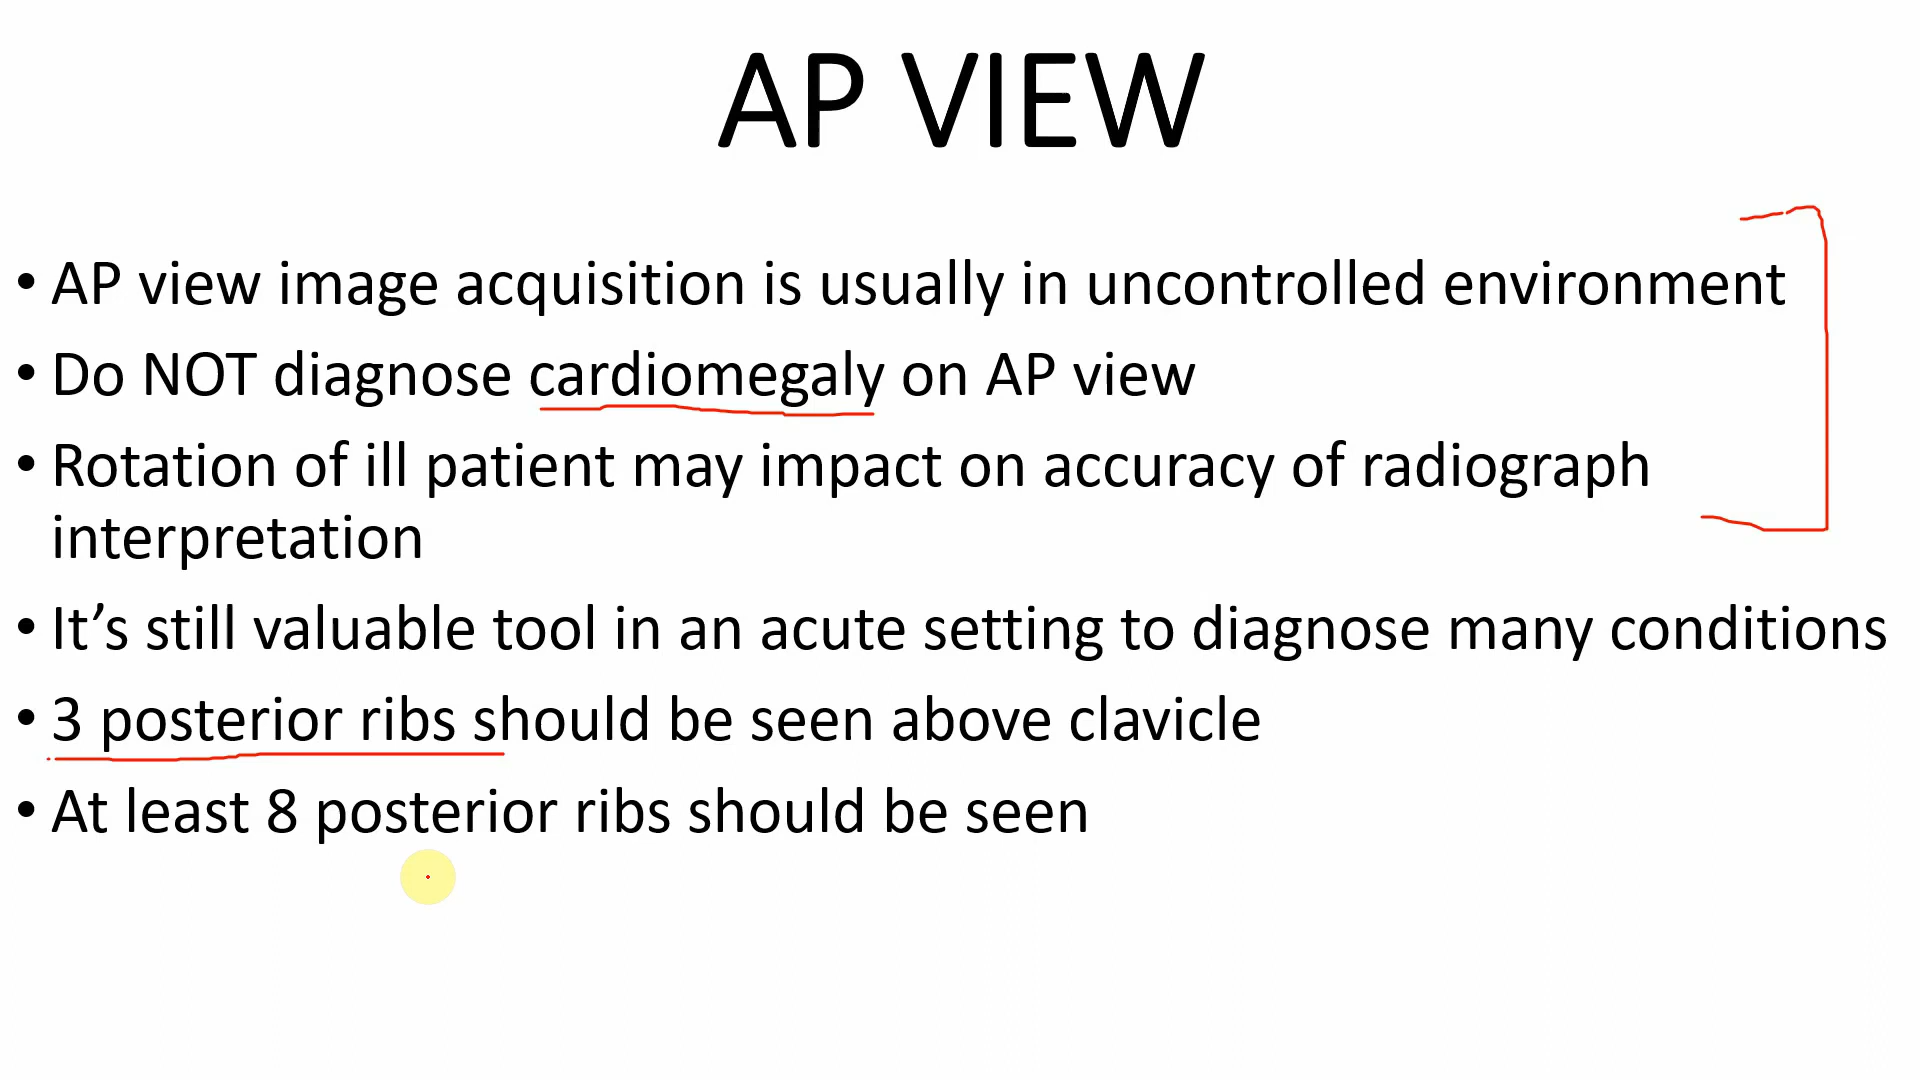 AP VIEW
• AP view image acquisition is usually in uncontrolled environment
• Do NOT diagnose cardiomegaly on AP view
• Rotation of ill patient may impact on accuracy of radiograph
interpretation
• It’s still valuable tool in an acute setting to diagnose many conditions
• 3 posterior ribs should be seen above clavicle
• At least 8 posterior ribs should be seen